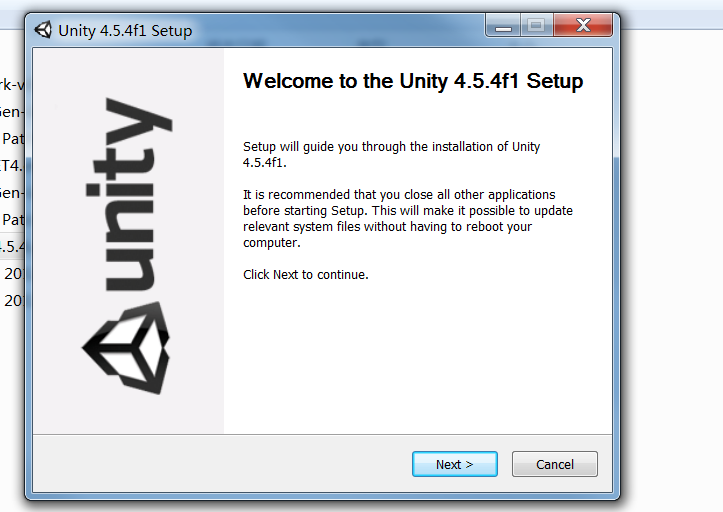 Unity 4.5.4f1 Setup
Welcome to the Unity 4.5.4f1 Setup
Setup will guide you through the installation of Unity
4.5.4f1.
It is recommended that you close all other applications
before starting Setup. This will make it possible to update
relevant system files without having to reboot your
computer.
Click Next to continue.
unity
Next >
Cancel
rk-v
Gen-
Pat
Gen-
Pat
4.5.4
20
20